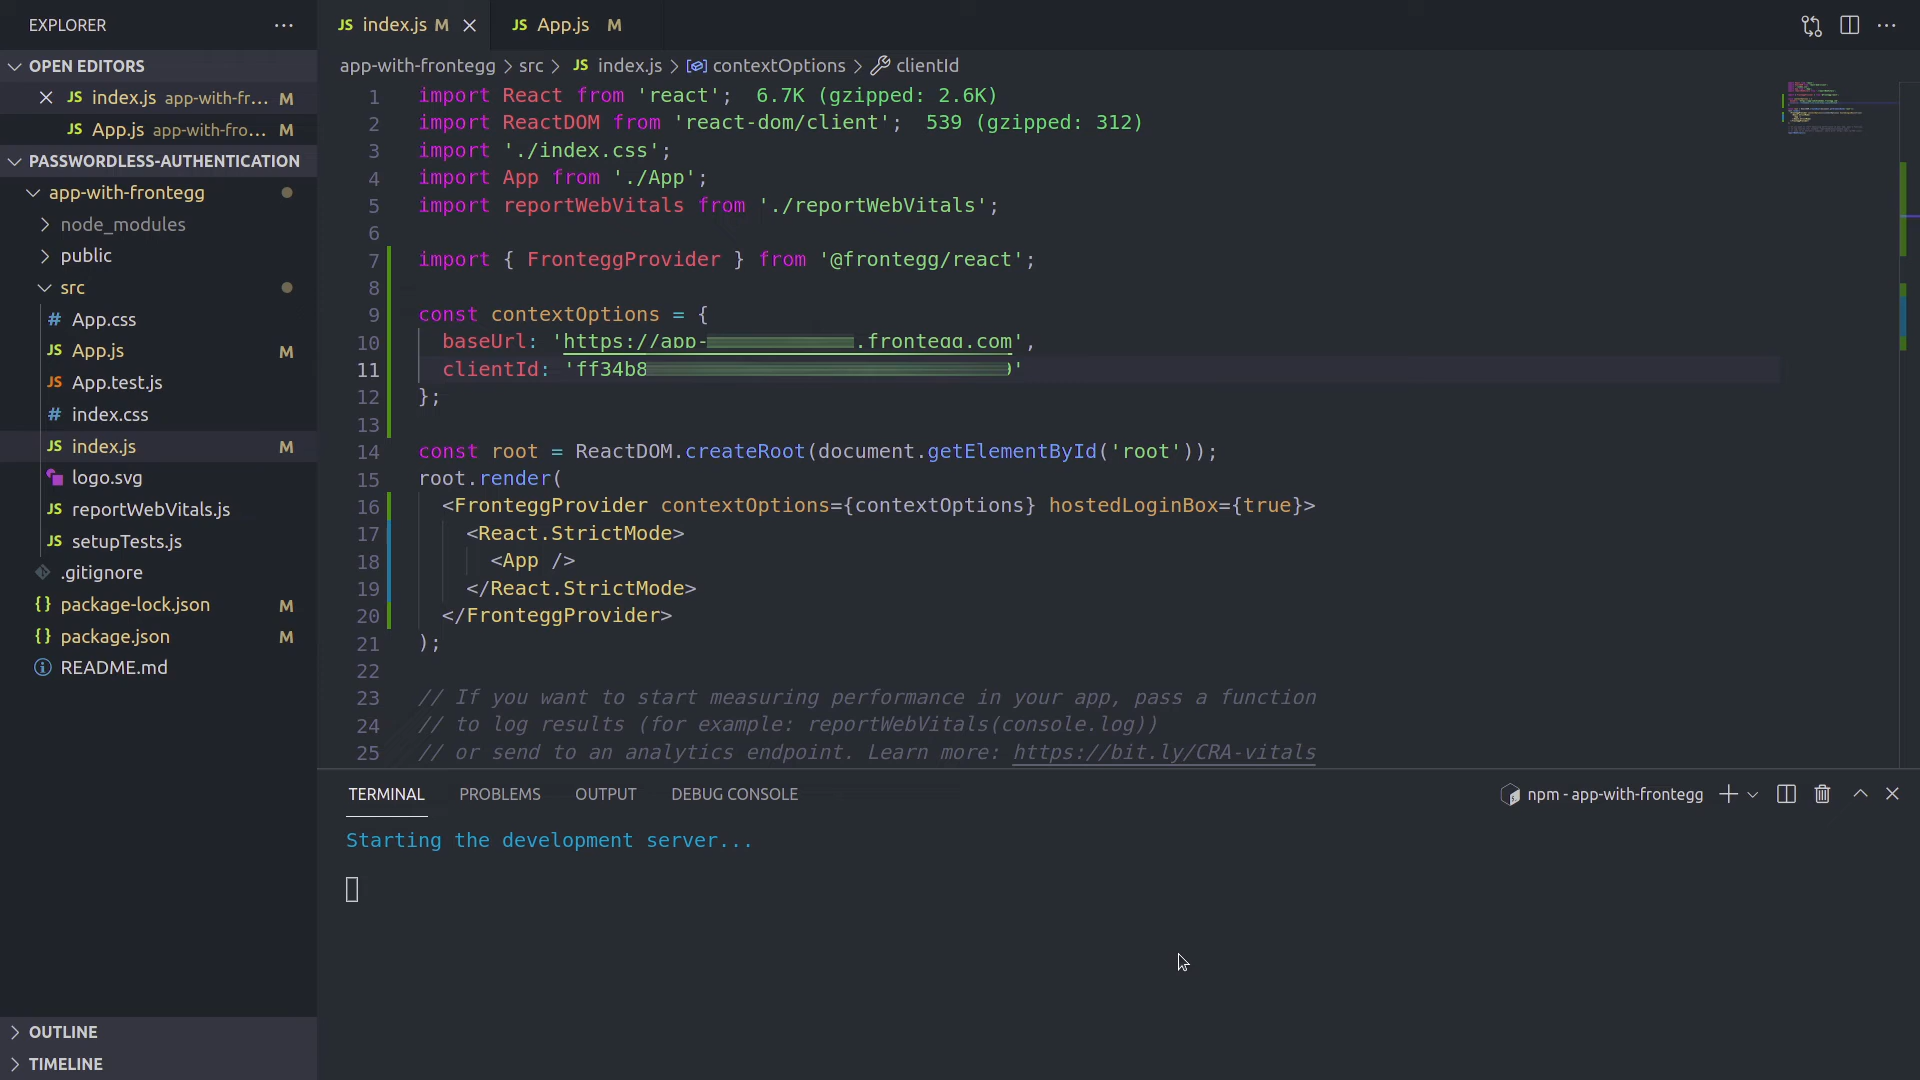 EXPLORER
OPEN EDITORS
index.js app-with-fr... M
App.js app-with-fro... M
PASSWORDLESS-AUTHENTICATION
app-with-frontegg
node_modules
public
src
App.css
App.js M
App.test.js
index.css
index.js M
logo.svg
reportWebVitals.js
setupTests.js
.gitignore
package-lock.json M
package.json M
README.md
OUTLINE
TIMELINE
JS index.js M
JS App.js M
app-with-frontegg > src > JS index.js > contextOptions > clientId
1 import React from 'react'; 6.7K (gzipped: 2.6K)
2 import ReactDOM from 'react-dom/client'; 539 (gzipped: 312)
3 import './index.css';
4 import App from './App';
5 import reportWebVitals from './reportWebVitals';
6
7 import { FronteggProvider } from '@frontegg/react';
8
9 const contextOptions = {
10 baseUrl: 'https://app- .frontegg.com',
11 clientId: 'ff34b8 '
12 };
13
14 const root = ReactDOM.createRoot(document.getElementById('root'));
15 root.render(
16 <FronteggProvider contextOptions={contextOptions} hostedLoginBox={true}>
17 <React.StrictMode>
18 <App />
19 </React.StrictMode>
20 </FronteggProvider>
21 );
22
23 // If you want to start measuring performance in your app, pass a function
24 // to log results (for example: reportWebVitals(console.log))
25 // or send to an analytics endpoint. Learn more: https://bit.ly/CRA-vitals
TERMINAL PROBLEMS OUTPUT DEBUG CONSOLE
npm - app-with-frontegg
Starting the development server...